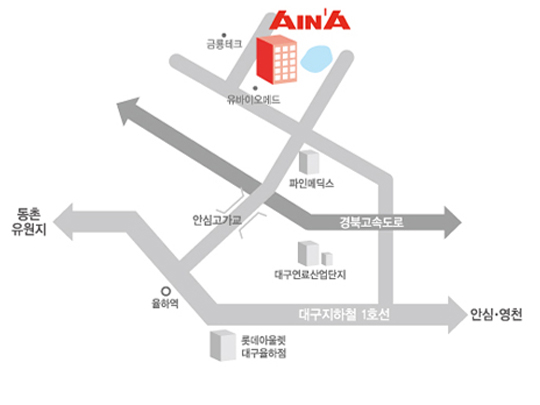 AIN'A
금룡테크
유바이오메드
파인메딕스
동촌
유원지
안심고가교
경북고속도로
대구연료산업단지
율하역
대구지하철 1호선
안심·영천
롯데아울렛
대구율하점